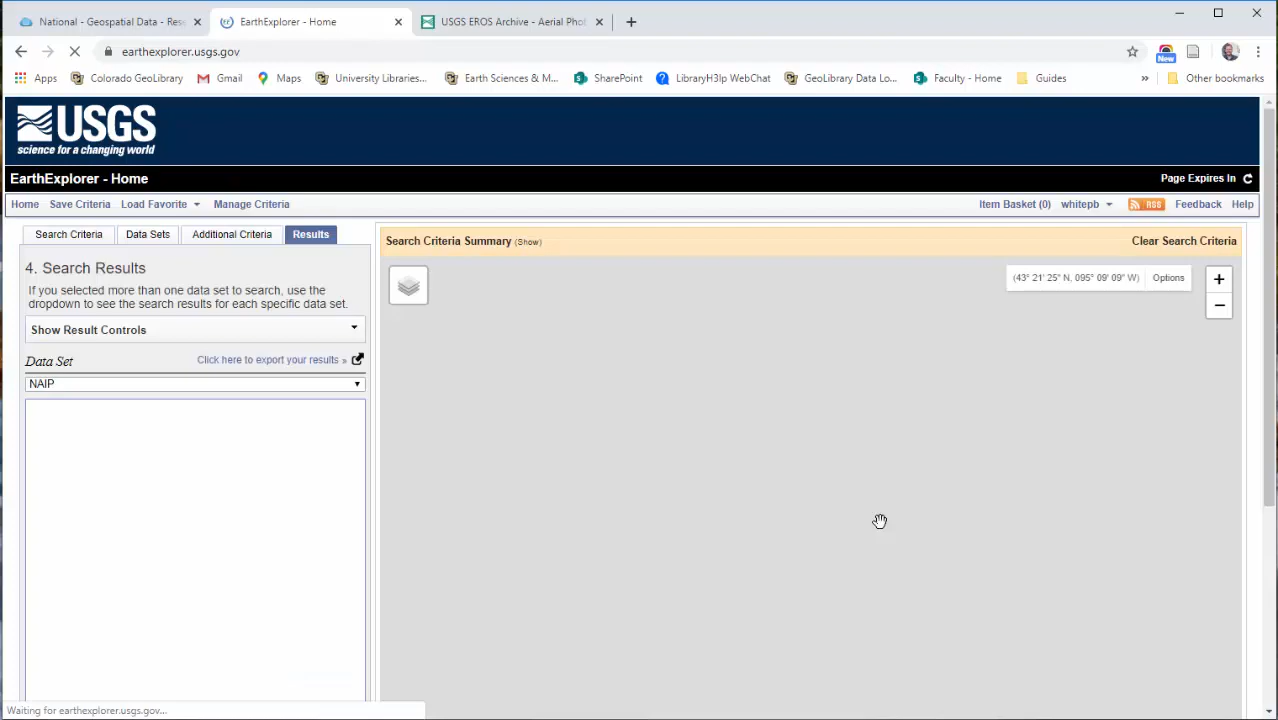 National - Geospatial Data - Res
EarthExplorer - Home
USGS EROS Archive - Aerial Phot
earthexplorer.usgs.gov
New
Apps
Colorado GeoLibrary
Gmail
Maps
University Libraries...
Earth Sciences & M...
SharePoint
LibraryH3lp WebChat
GeoLibrary Data Lo...
Faculty - Home
Guides
»
Other bookmarks
USGS
science for a changing world
EarthExplorer - Home
Page Expires In
Home
Save Criteria
Load Favorite
Manage Criteria
Item Basket (0)
whitepb
RSS
Feedback
Help
Search Criteria
Data Sets
Additional Criteria
Results
Search Criteria Summary (Show)
Clear Search Criteria
4. Search Results
If you selected more than one data set to search, use the
dropdown to see the search results for each specific data set.
Show Result Controls
Data Set
Click here to export your results »
NAIP
(43° 21' 25" N, 095° 09' 09" W)
Options
+
−
Waiting for earthexplorer.usgs.gov...